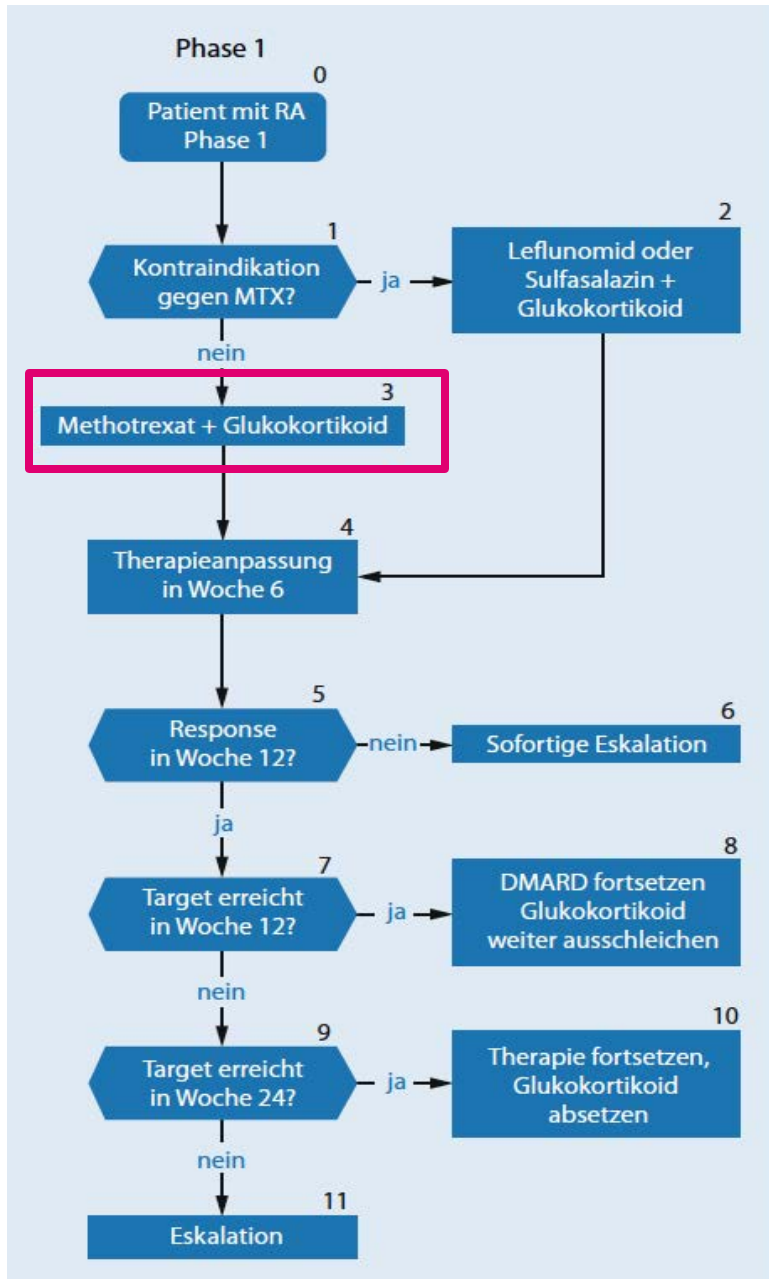 Phase 1
0
Patient mit RA
Phase 1
1
Kontraindikation
gegen MTX?
ja
2
Leflunomid oder
Sulfasalazin +
Glukokortikoid
nein
3
Methotrexat + Glukokortikoid
4
Therapieanpassung
in Woche 6
5
Response
in Woche 12?
nein
6
Sofortige Eskalation
ja
7
Target erreicht
in Woche 12?
ja
8
DMARD fortsetzen
Glukokortikoid
weiter ausschleichen
nein
9
Target erreicht
in Woche 24?
ja
10
Therapie fortsetzen,
Glukokortikoid
absetzen
nein
11
Eskalation